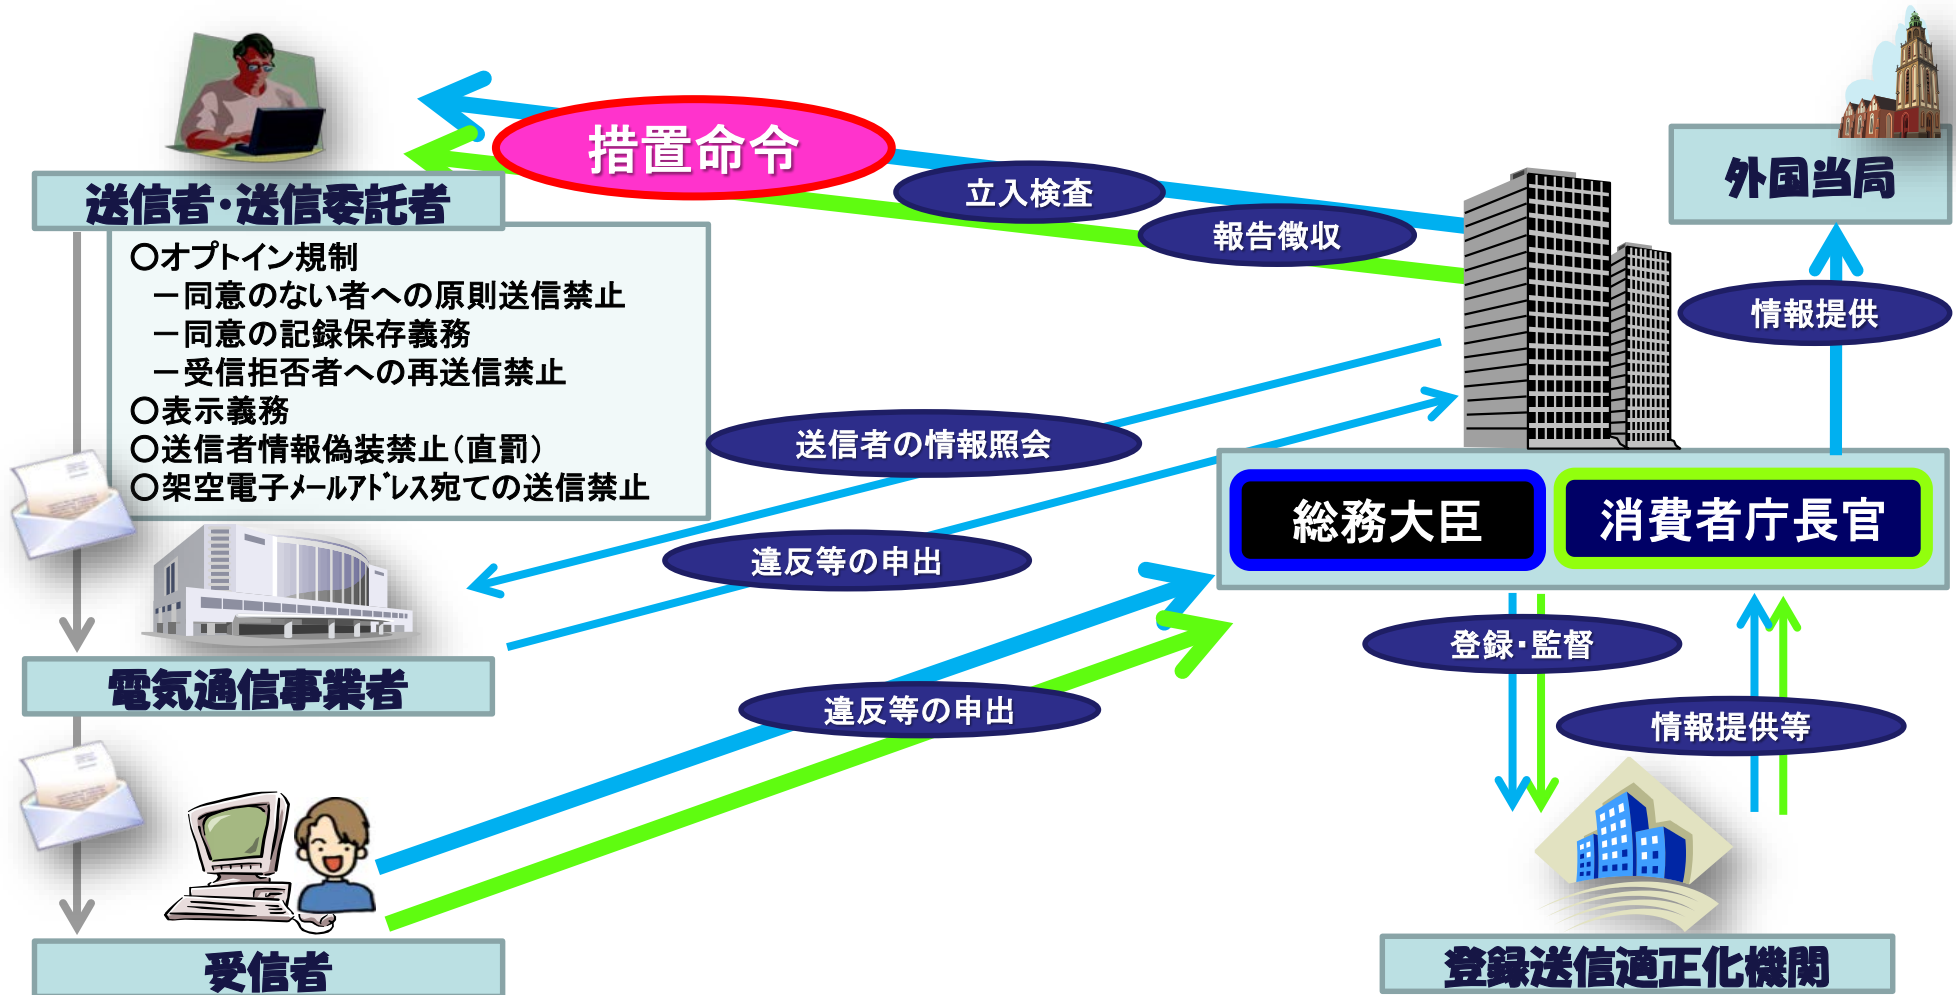 措置命令
立入検査
報告徴収
外国当局
情報提供
送信者・送信委託者
○オプトイン規制
－同意のない者への原則送信禁止
－同意の記録保存義務
－受信拒否者への再送信禁止
○表示義務
○送信者情報偽装禁止（直罰）
○架空電子ﾒｰﾙｱﾄﾞﾚｽ宛ての送信禁止
送信者の情報照会
違反等の申出
総務大臣
消費者庁長官
電気通信事業者
違反等の申出
登録・監督
情報提供等
受信者
登録送信適正化機関